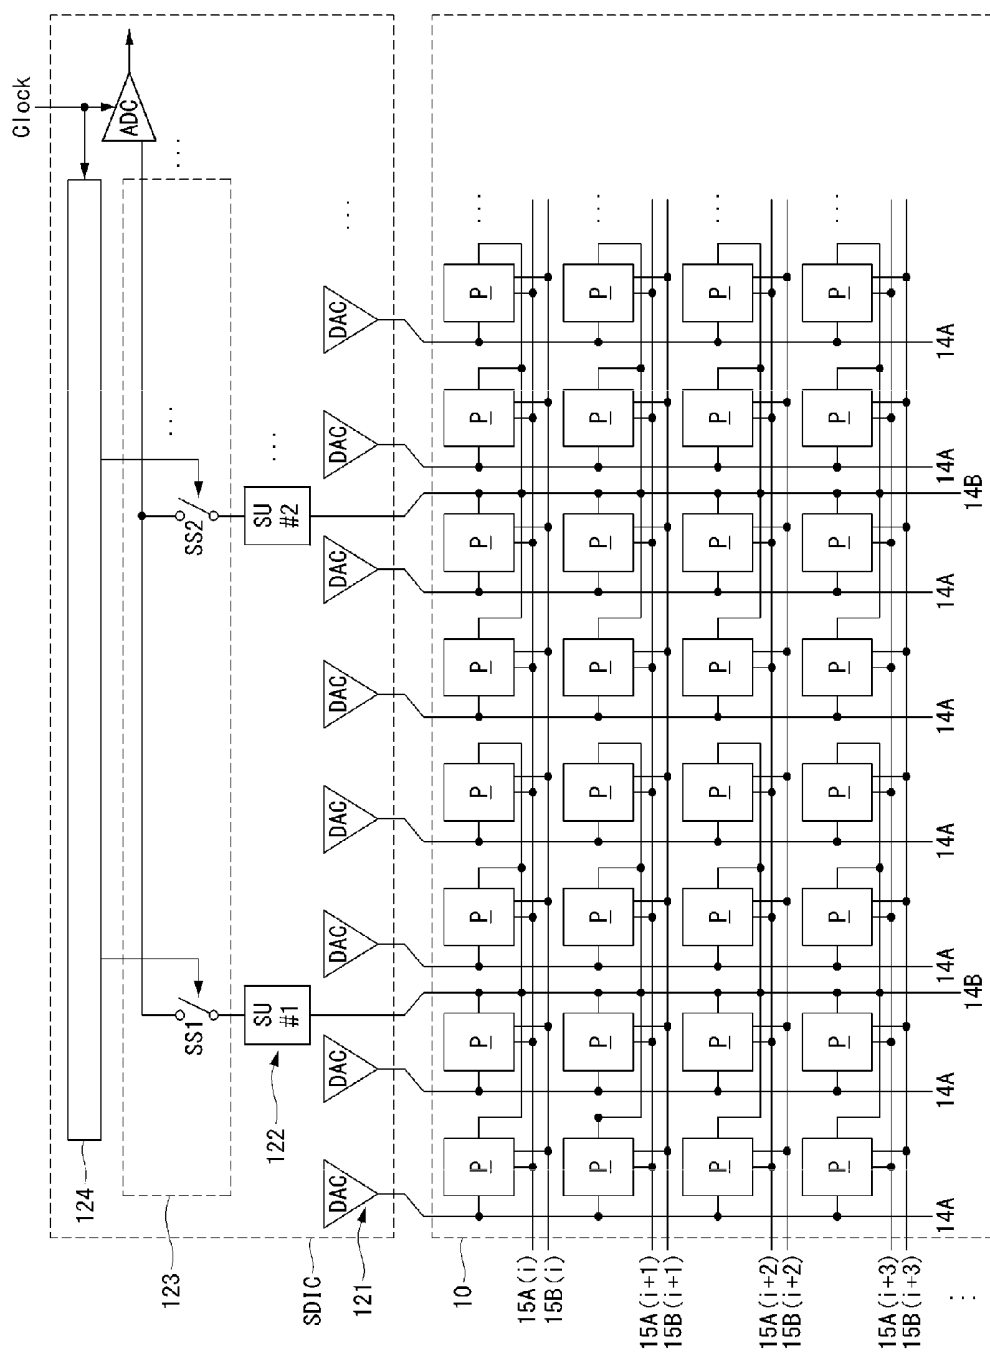 Clock
124
ADC
123
...
...
SS1
SS2
SU
#1
SU
#2
...
122
SDIC
DAC DAC DAC DAC DAC DAC DAC DAC ...
121
10
P P P P P P P P ...
15A(i)
15B(i)
P P P P P P P P ...
15A(i+1)
15B(i+1)
P P P P P P P P ...
15A(i+2)
15B(i+2)
P P P P P P P P ...
15A(i+3)
15B(i+3)
14A 14A 14A 14A 14A 14A 14A 14A
14B 14B